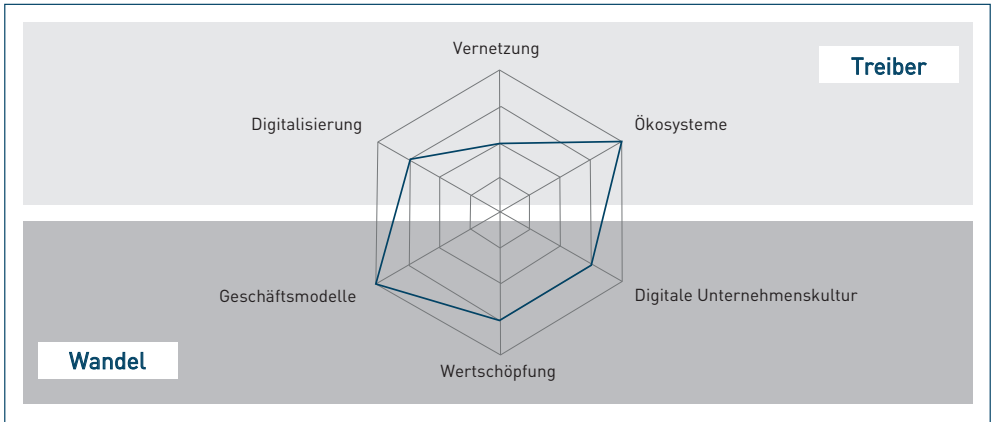 Vernetzung
Treiber
Digitalisierung
Ökosysteme
Geschäftsmodelle
Digitale Unternehmenskultur
Wandel
Wertschöpfung